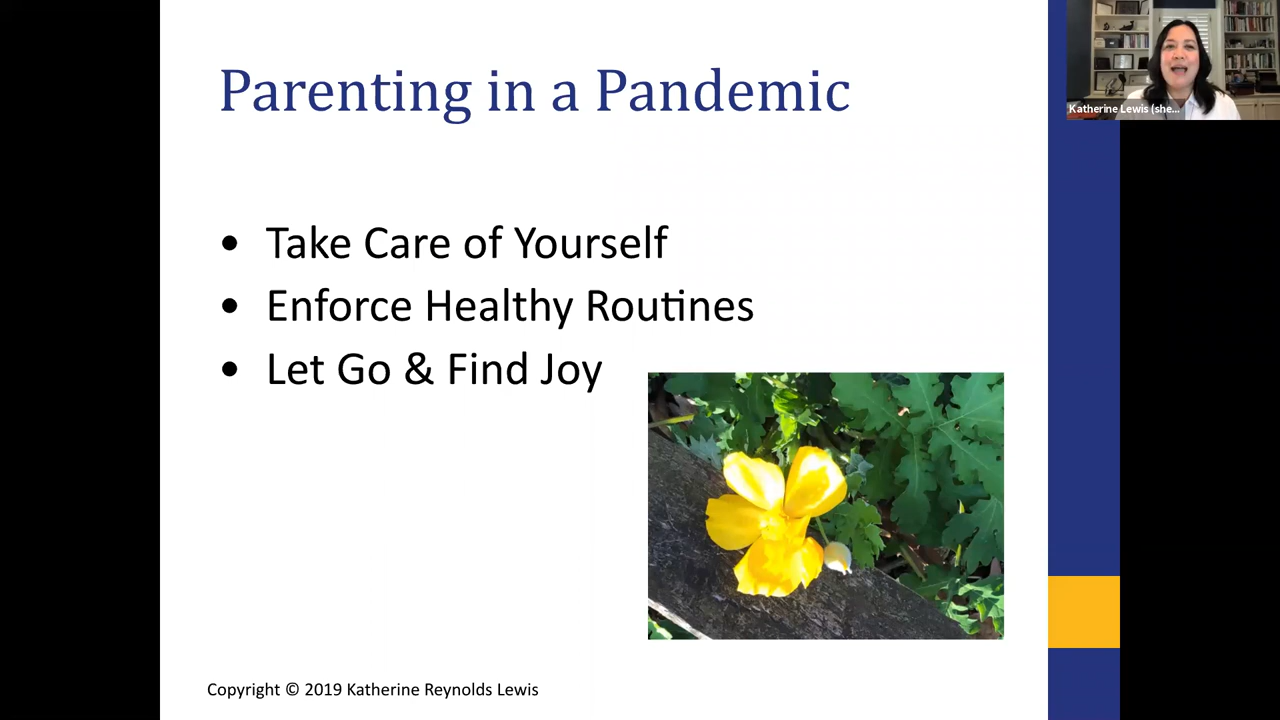 Parenting in a Pandemic
Katherine Lewis (she...
• Take Care of Yourself
• Enforce Healthy Routines
• Let Go & Find Joy
Copyright © 2019 Katherine Reynolds Lewis